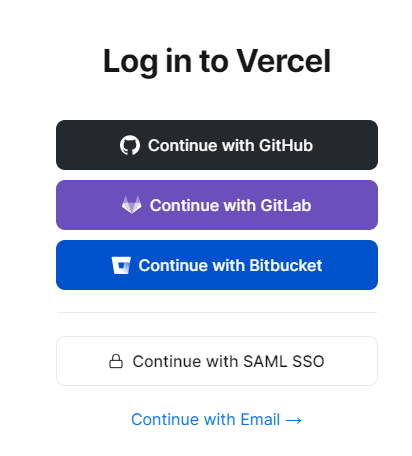 Log in to Vercel
Continue with GitHub
Continue with GitLab
Continue with Bitbucket
Continue with SAML SSO
Continue with Email →